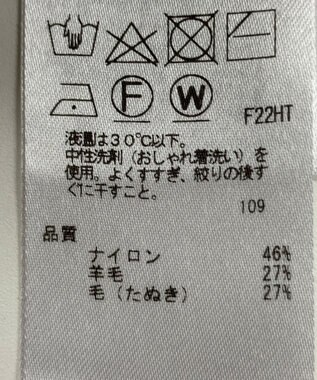 F W
F22HT
液温は30℃以下。
中性洗剤(おしゃれ着洗い)を
使用。よくすすぎ、絞りの後す
ぐに干すこと。
109
品質
ナイロン 46%
羊毛 27%
毛(たぬき) 27%